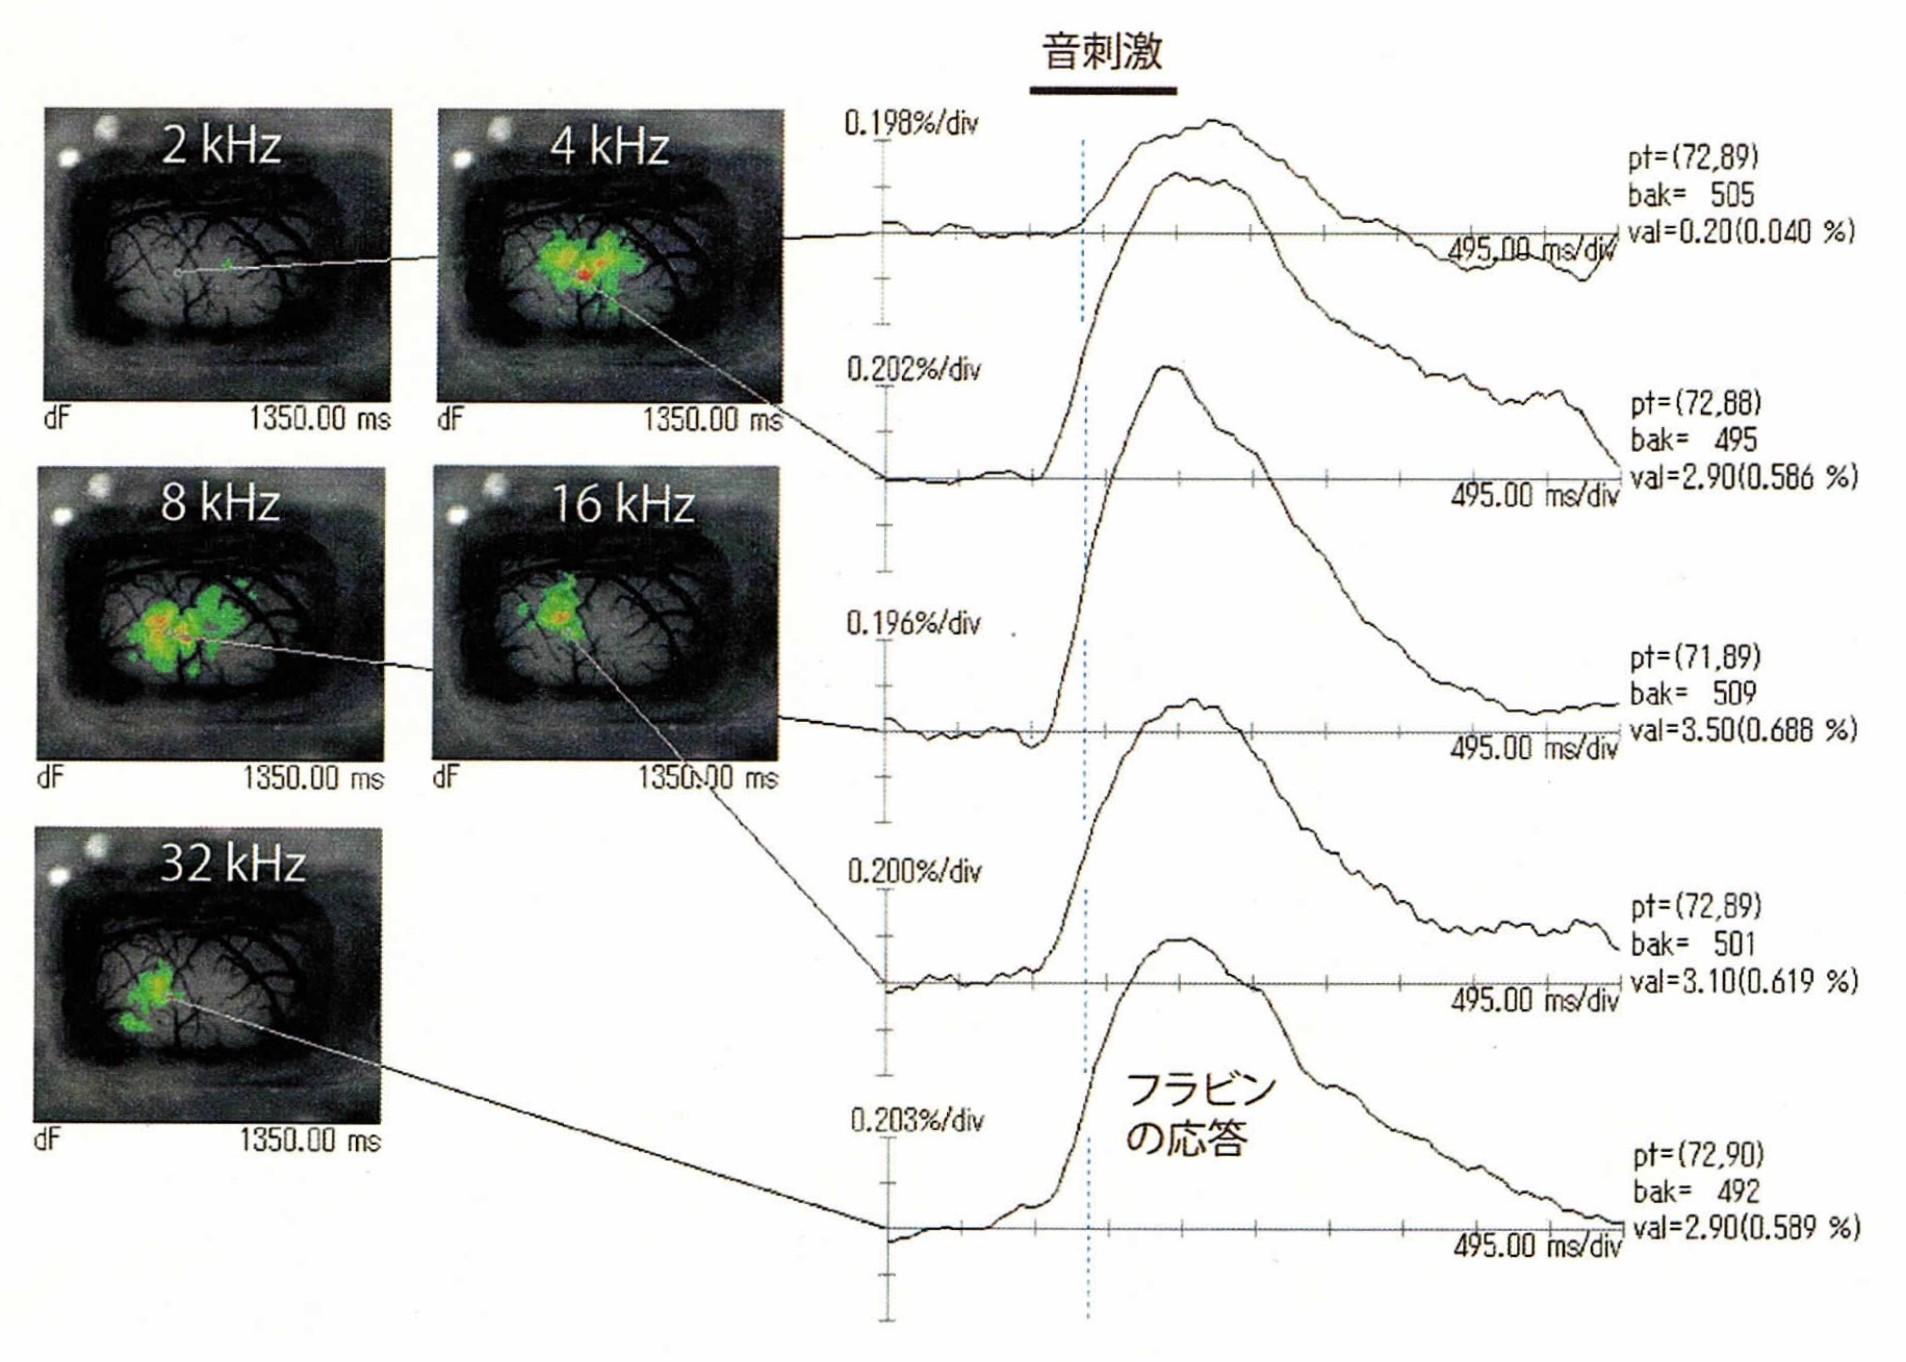 音刺激
2 kHz
dF 1350.00 ms
4 kHz
dF 1350.00 ms
8 kHz
dF 1350.00 ms
16 kHz
dF 1350.00 ms
32 kHz
dF 1350.00 ms
0.198%/div
495.00 ms/div
pt=(72,89)
bak= 505
val=0.20(0.040 %)
0.202%/div
495.00 ms/div
pt=(72,88)
bak= 495
val=2.90(0.586 %)
0.196%/div
495.00 ms/div
pt=(71,89)
bak= 509
val=3.50(0.688 %)
0.200%/div
495.00 ms/div
pt=(72,89)
bak= 501
val=3.10(0.619 %)
0.203%/div
フラビン
の応答
495.00 ms/div
pt=(72,90)
bak= 492
val=2.90(0.589 %)